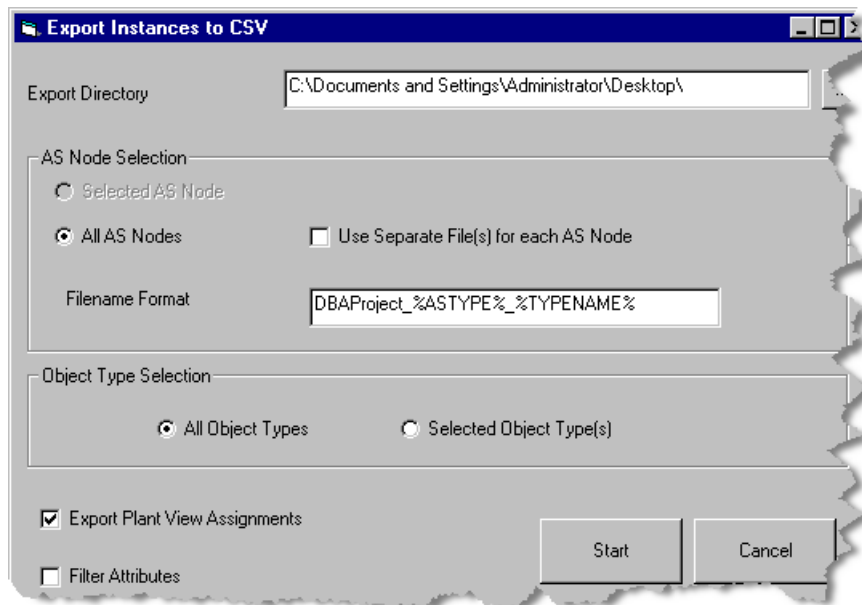 Export Instances to CSV
Export Directory
C:\Documents and Settings\Administrator\Desktop\
AS Node Selection
Selected AS Node
All AS Nodes
Use Separate File(s) for each AS Node
Filename Format
DBAProject_%ASTYPE%_%TYPENAME%
Object Type Selection
All Object Types
Selected Object Type(s)
Export Plant View Assignments
Start
Cancel
Filter Attributes